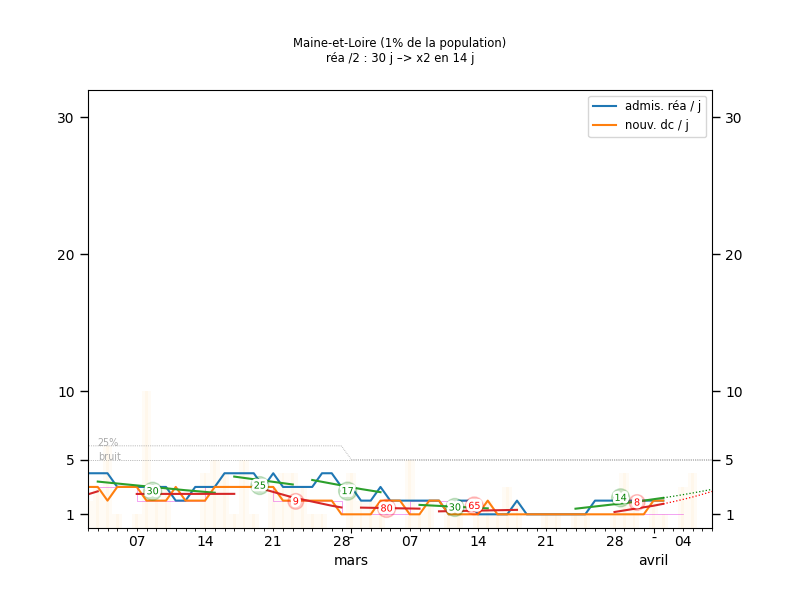 Maine-et-Loire (1% de la population)
réa /2 : 30 j –> x2 en 14 j
admis. réa / j
nouv. dc / j
30 30
20 20
10 10
25%
bruit
5 5
30 25 9 17 80 30 65 14 8
1 1
07 14 21 28 07 14 21 28 04
mars avril